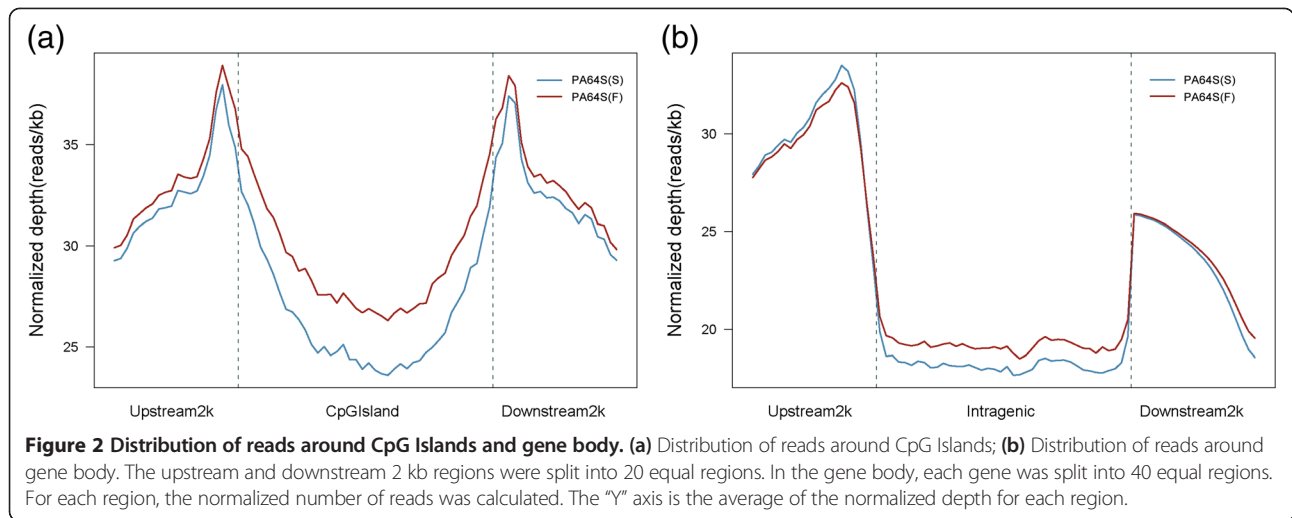 (a)
Normalized depth(reads/kb)
35
30
25
PA64S(S)
PA64S(F)
Upstream2k CpGIsland Downstream2k
(b)
Normalized depth(reads/kb)
30
25
20
PA64S(S)
PA64S(F)
Upstream2k Intragenic Downstream2k
Figure 2 Distribution of reads around CpG Islands and gene body. (a) Distribution of reads around CpG Islands; (b) Distribution of reads around
gene body. The upstream and downstream 2 kb regions were split into 20 equal regions. In the gene body, each gene was split into 40 equal regions.
For each region, the normalized number of reads was calculated. The “Y” axis is the average of the normalized depth for each region.